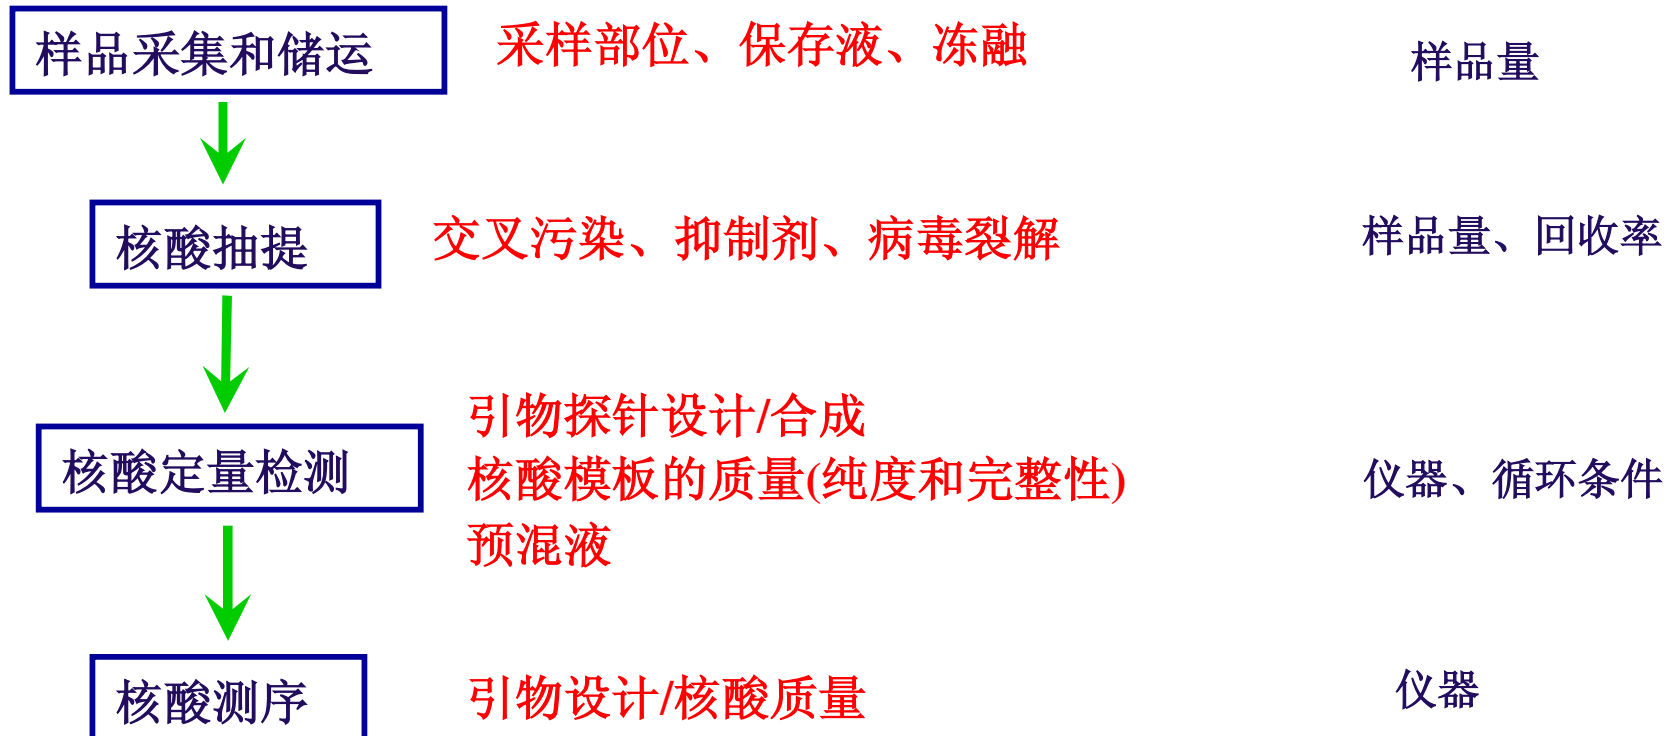 样品采集和储运
采样部位、保存液、冻融
样品量
核酸抽提
交叉污染、抑制剂、病毒裂解
样品量、回收率
核酸定量检测
引物探针设计/合成
核酸模板的质量(纯度和完整性)
预混液
仪器、循环条件
核酸测序
引物设计/核酸质量
仪器